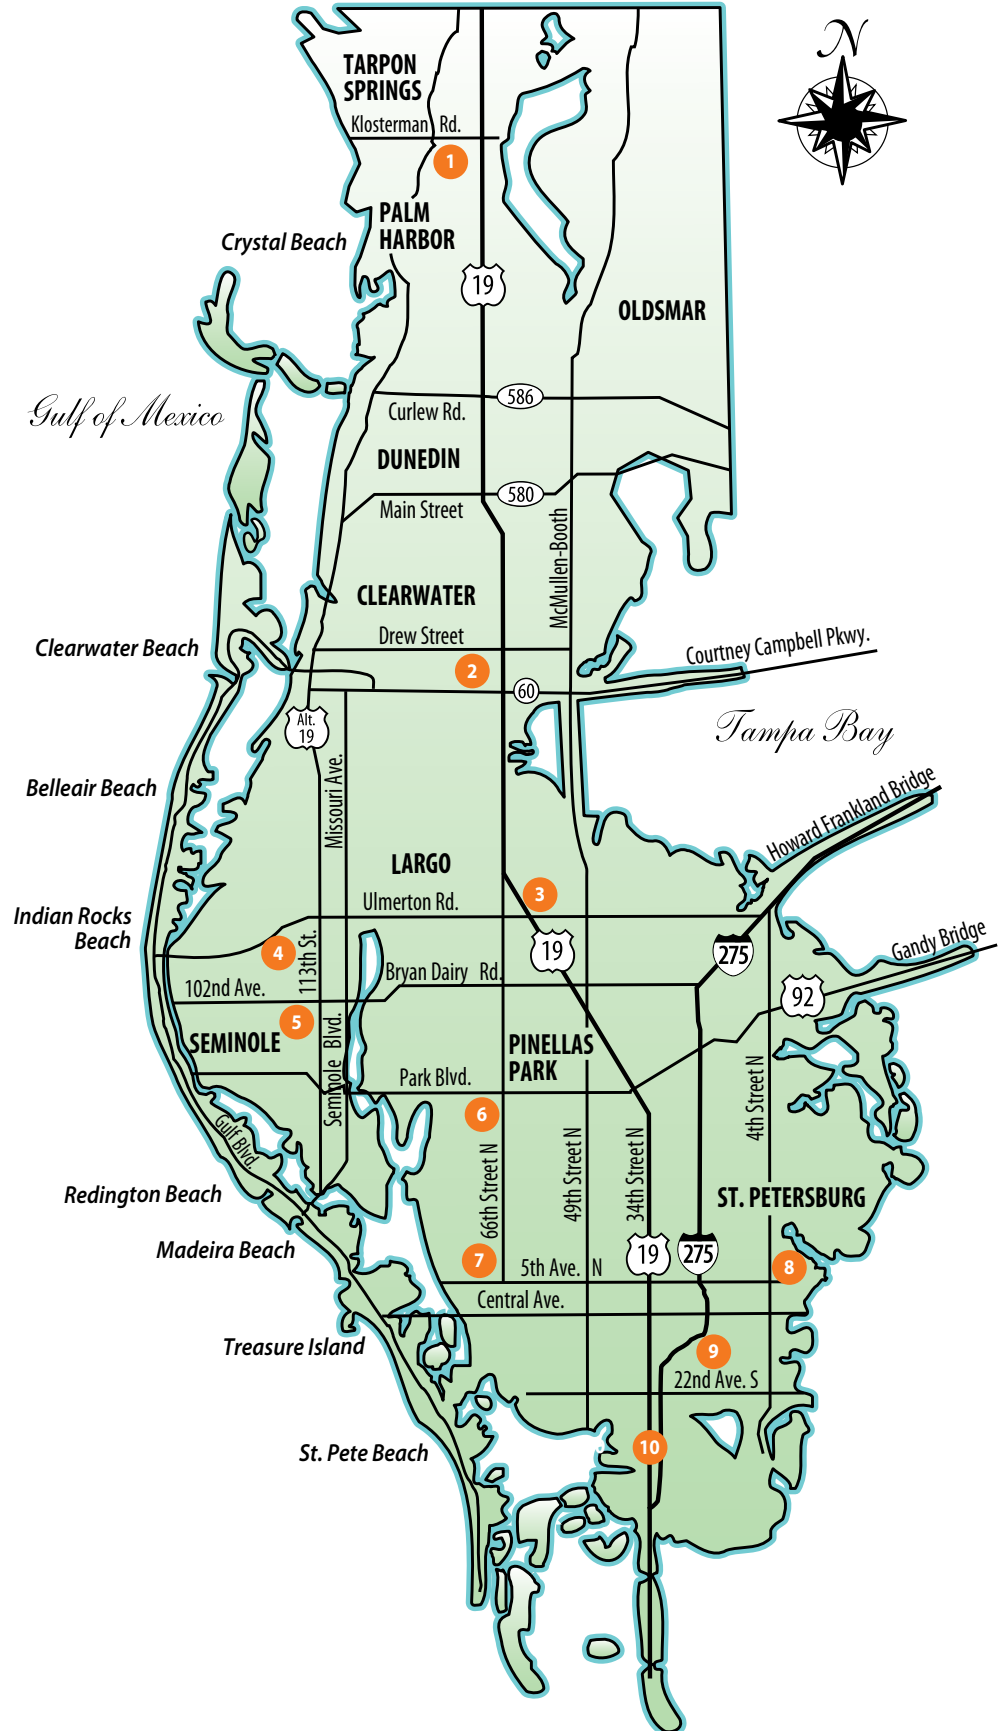 N
TARPON
SPRINGS
Klosterman Rd.
1
PALM
HARBOR
Crystal Beach
19
OLDSMAR
Gulf of Mexico
586
Curlew Rd.
DUNEDIN
580
Main Street
McMullen-Booth
CLEARWATER
Drew Street
Clearwater Beach
Courtney Campbell Pkwy.
2
60
Alt.
19
Tampa Bay
Missouri Ave.
Belleair Beach
Howard Frankland Bridge
LARGO
3
Ulmerton Rd.
Indian Rocks
Beach
113th St.
4
19
275
Gandy Bridge
Bryan Dairy Rd.
102nd Ave.
92
5
SEMINOLE
Seminole Blvd.
PINELLAS
PARK
Park Blvd.
4th Street N
6
Gulf Blvd.
66th Street N
49th Street N
34th Street N
Redington Beach
ST. PETERSBURG
Madeira Beach
7
19
275
5th Ave. N
8
Central Ave.
Treasure Island
9
22nd Ave. S
St. Pete Beach
10